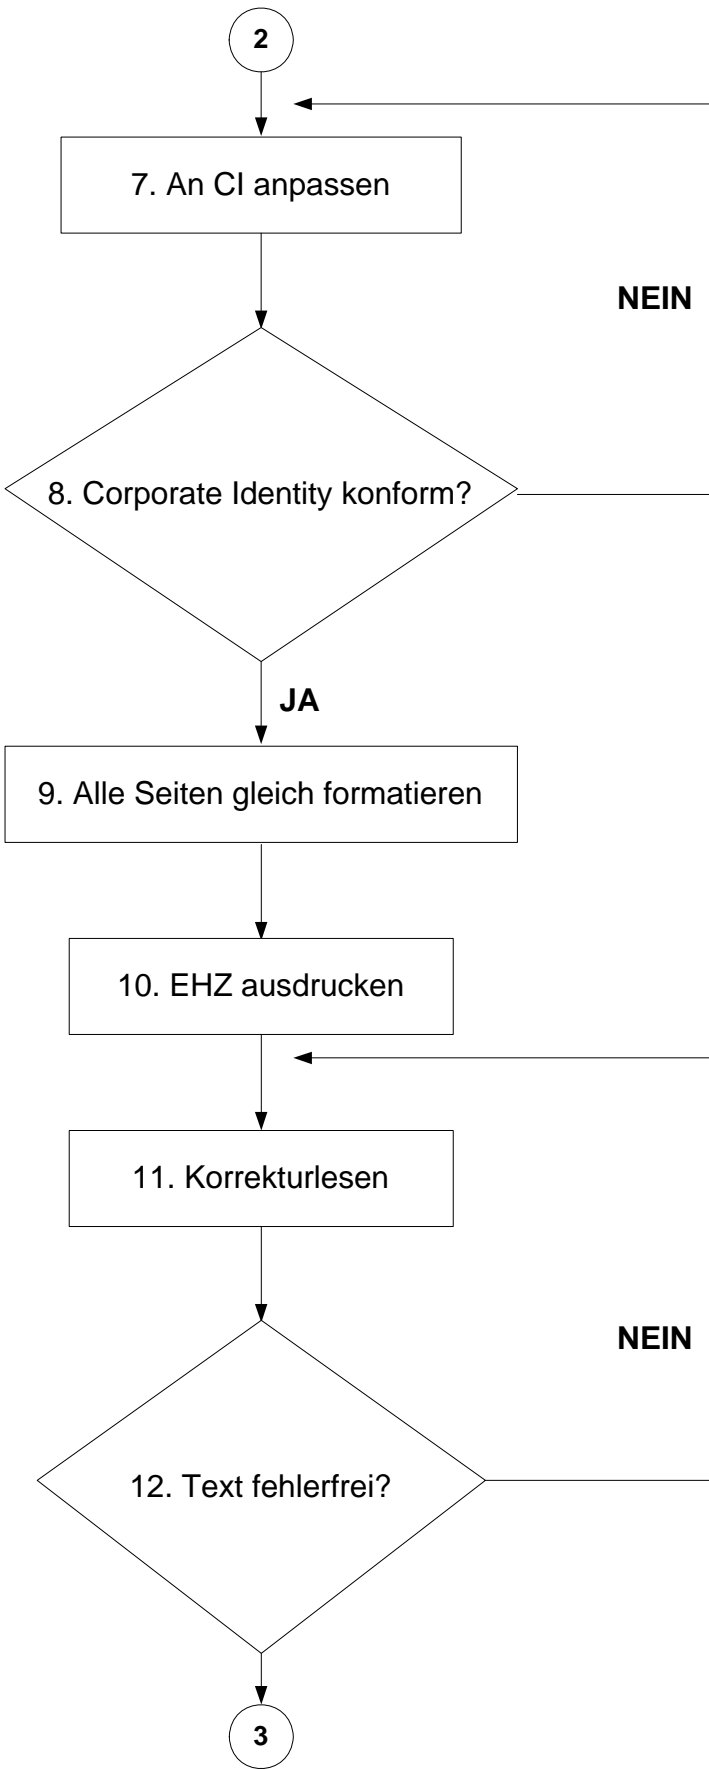 2
7. An CI anpassen
NEIN
8. Corporate Identity konform?
JA
9. Alle Seiten gleich formatieren
10. EHZ ausdrucken
11. Korrekturlesen
NEIN
12. Text fehlerfrei?
3